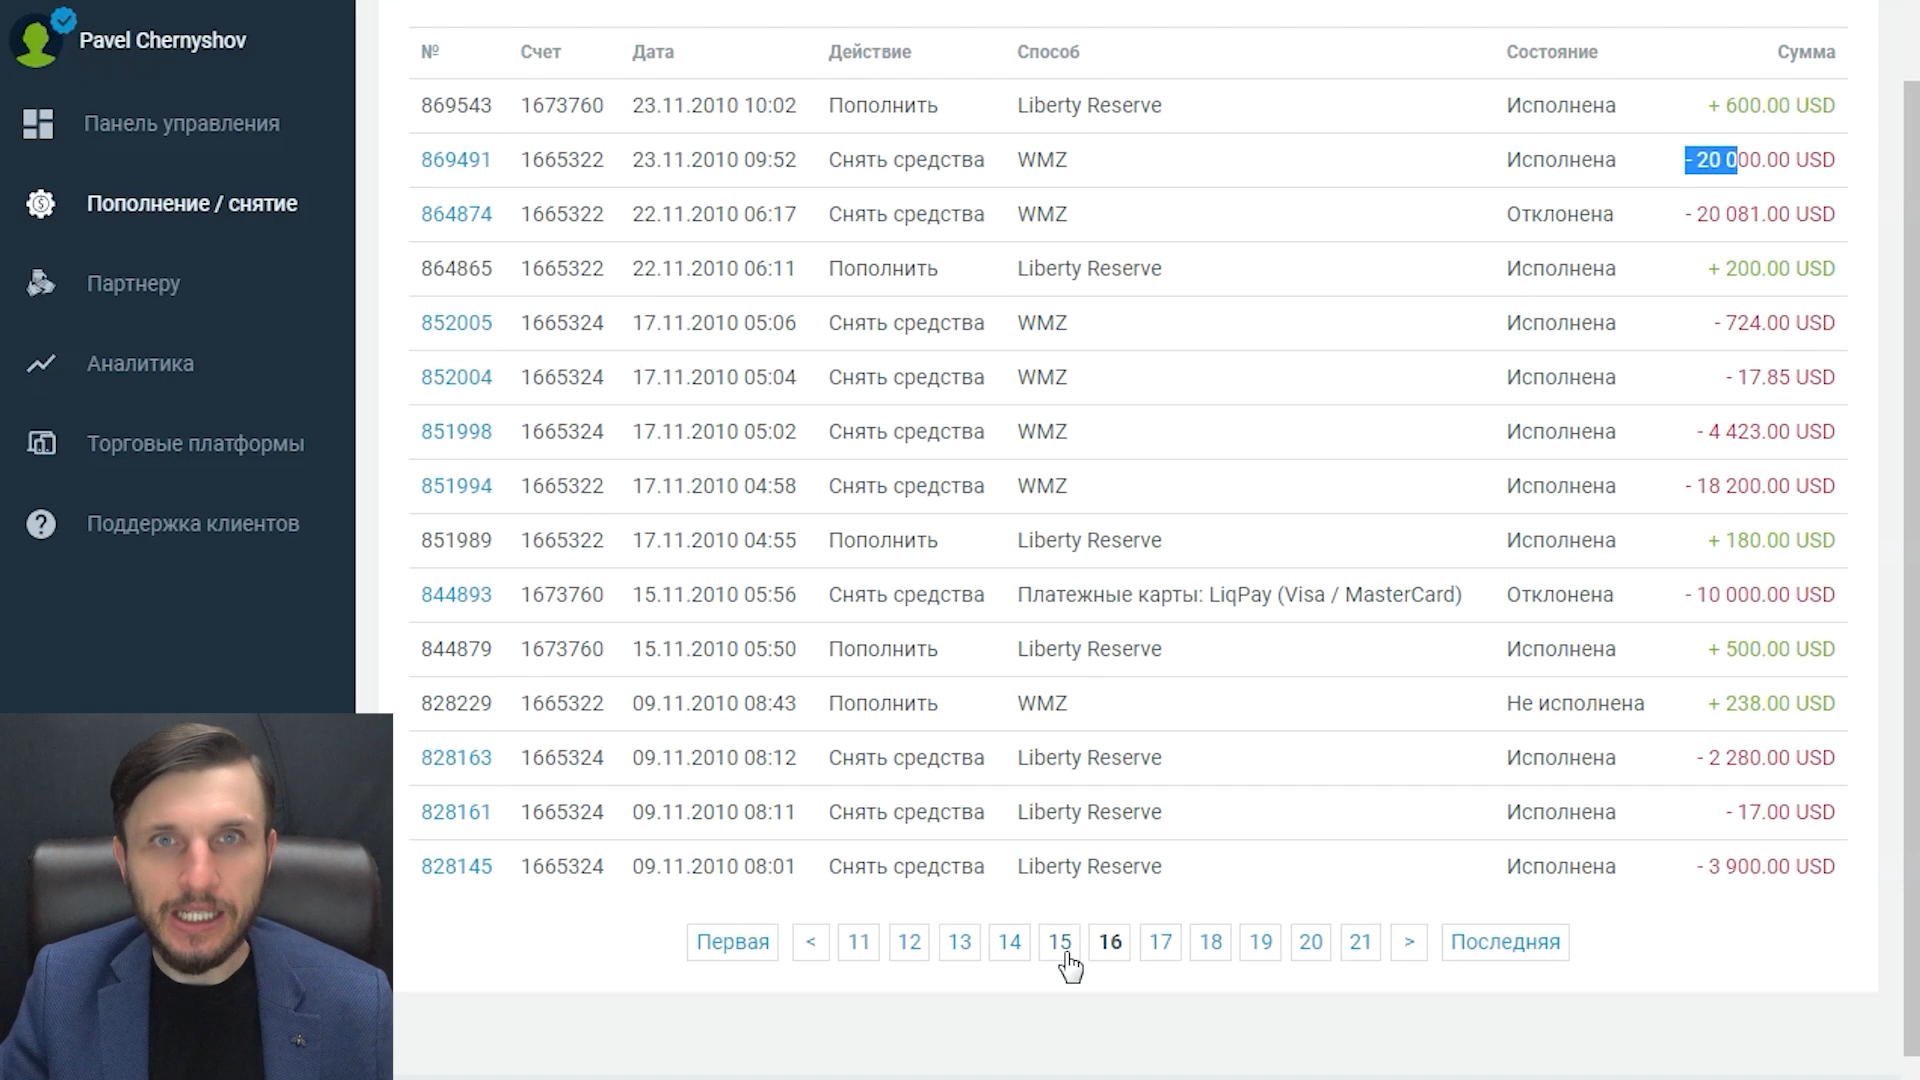 Pavel Chernyshov
Панель управления
Пополнение / снятие
Партнеру
Аналитика
Торговые платформы
Поддержка клиентов
№ Счет Дата Действие Способ Состояние Сумма
869543 1673760 23.11.2010 10:02 Пополнить Liberty Reserve Исполнена + 600.00 USD
869491 1665322 23.11.2010 09:52 Снять средства WMZ Исполнена - 20 000.00 USD
864874 1665322 22.11.2010 06:17 Снять средства WMZ Отклонена - 20 081.00 USD
864865 1665322 22.11.2010 06:11 Пополнить Liberty Reserve Исполнена + 200.00 USD
852005 1665324 17.11.2010 05:06 Снять средства WMZ Исполнена - 724.00 USD
852004 1665324 17.11.2010 05:04 Снять средства WMZ Исполнена - 17.85 USD
851998 1665324 17.11.2010 05:02 Снять средства WMZ Исполнена - 4 423.00 USD
851994 1665322 17.11.2010 04:58 Снять средства WMZ Исполнена - 18 200.00 USD
851989 1665322 17.11.2010 04:55 Пополнить Liberty Reserve Исполнена + 180.00 USD
844893 1673760 15.11.2010 05:56 Снять средства Платежные карты: LiqPay (Visa / MasterCard) Отклонена - 10 000.00 USD
844879 1673760 15.11.2010 05:50 Пополнить Liberty Reserve Исполнена + 500.00 USD
828229 1665322 09.11.2010 08:43 Пополнить WMZ Не исполнена + 238.00 USD
828163 1665324 09.11.2010 08:12 Снять средства Liberty Reserve Исполнена - 2 280.00 USD
828161 1665324 09.11.2010 08:11 Снять средства Liberty Reserve Исполнена - 17.00 USD
828145 1665324 09.11.2010 08:01 Снять средства Liberty Reserve Исполнена - 3 900.00 USD
Первая < 11 12 13 14 15 16 17 18 19 20 21 > Последняя